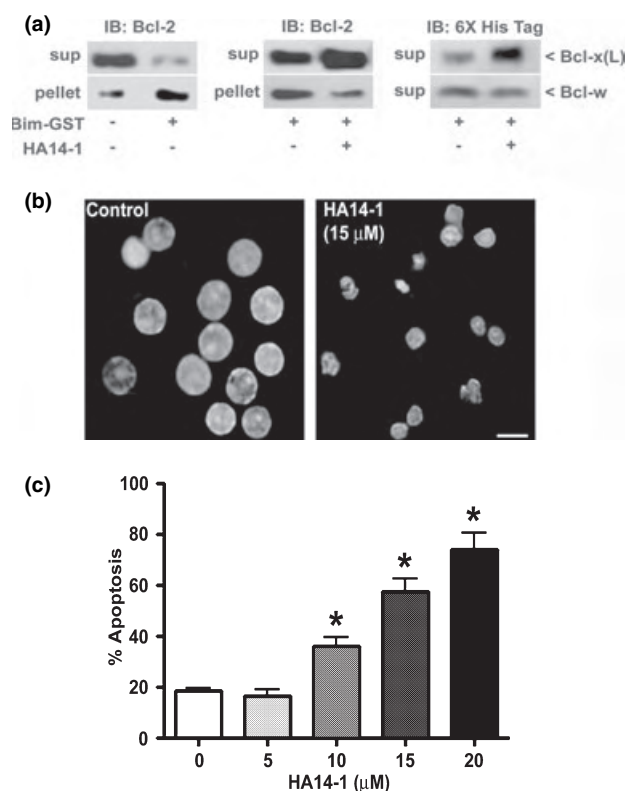 (a)
IB: Bcl-2 IB: Bcl-2 IB: 6X His Tag
sup sup < Bcl-x(L)
pellet pellet sup < Bcl-w
Bim-GST - + + + + +
HA14-1 - - - + - +
(b)
Control HA14-1
(15 μM)
(c)
% Apoptosis
100
80
60
40
20
0
* * *
0 5 10 15 20
HA14-1 (μM)